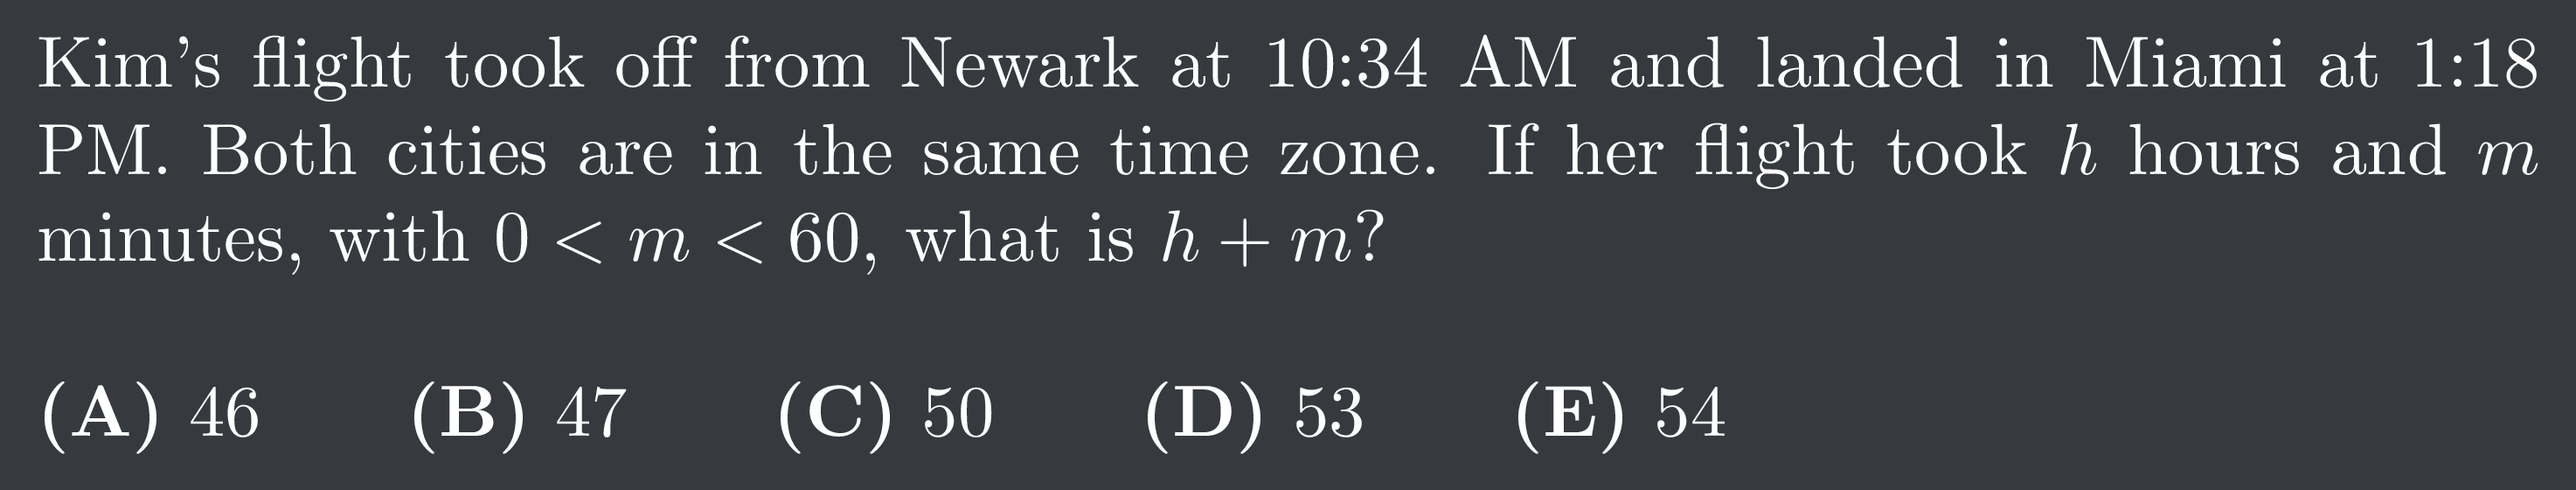 Kim's flight took off from Newark at 10:34 AM and landed in Miami at 1:18
PM. Both cities are in the same time zone. If her flight took h hours and m
minutes, with 0 < m < 60, what is h + m?
(A) 46 (B) 47 (C) 50 (D) 53 (E) 54